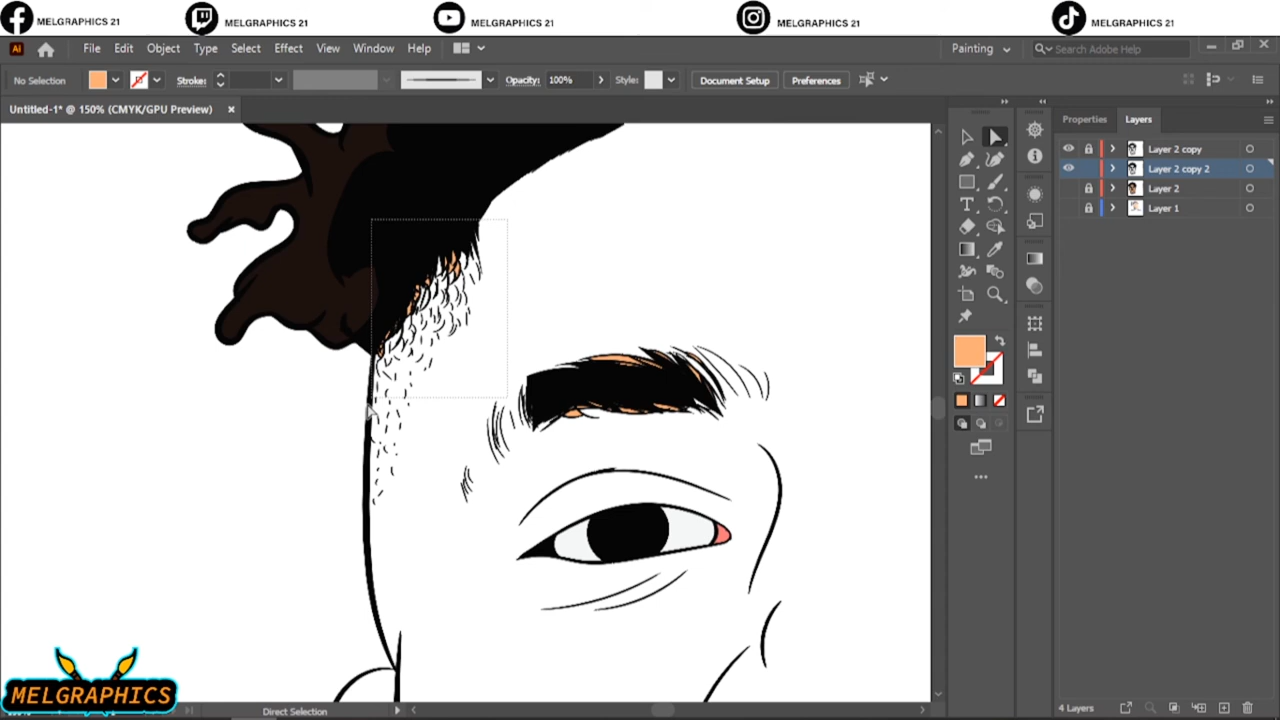 MELGRAPHICS 21
MELGRAPHICS 21
MELGRAPHICS 21
MELGRAPHICS 21
MELGRAPHICS 21
Ai File Edit Object Type Select Effect View Window Help Painting Search Adobe Help
No Selection Stroke: Opacity: 100% Style: Document Setup Preferences
Untitled-1* @ 150% (CMYK/GPU Preview)
Properties Layers
Layer 2 copy
Layer 2 copy 2
Layer 2
Layer 1
MELGRAPHICS
Direct Selection
4 Layers